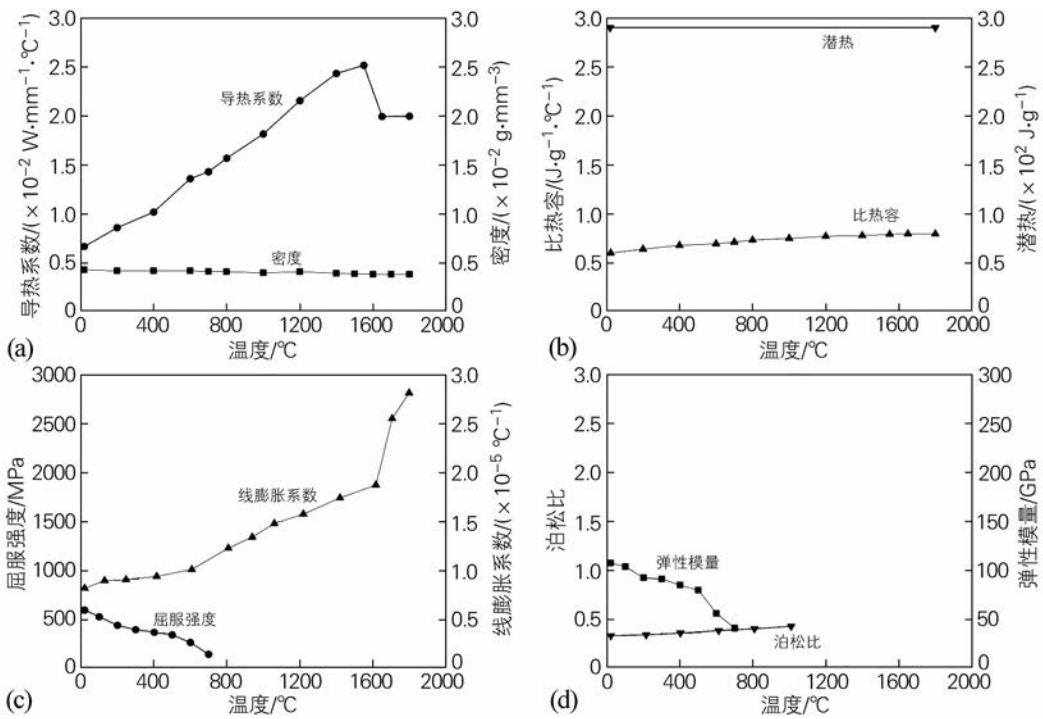 3.0
2.5
2.0
1.5
1.0
0.5
0
导热系数/(×10⁻² W·mm⁻¹·℃⁻¹)
导热系数
密度
3.0
2.5
2.0
1.5
1.0
0.5
0
密度/(×10⁻² g·mm⁻³)
0 400 800 1200 1600 2000
(a)
温度/℃
3.0
2.5
2.0
1.5
1.0
0.5
0
比热容/(J·g⁻¹·℃⁻¹)
潜热
比热容
3.0
2.5
2.0
1.5
1.0
0.5
0
潜热/(×10² J·g⁻¹)
0 400 800 1200 1600 2000
(b)
温度/℃
3000
2500
2000
1500
1000
500
0
屈服强度/MPa
线膨胀系数
屈服强度
3.0
2.5
2.0
1.5
1.0
0.5
0
线膨胀系数/(×10⁻⁵ ℃⁻¹)
0 400 800 1200 1600 2000
(c)
温度/℃
3.0
2.5
2.0
1.5
1.0
0.5
0
泊松比
弹性模量
泊松比
300
250
200
150
100
50
0
弹性模量/GPa
0 400 800 1200 1600 2000
(d)
温度/℃